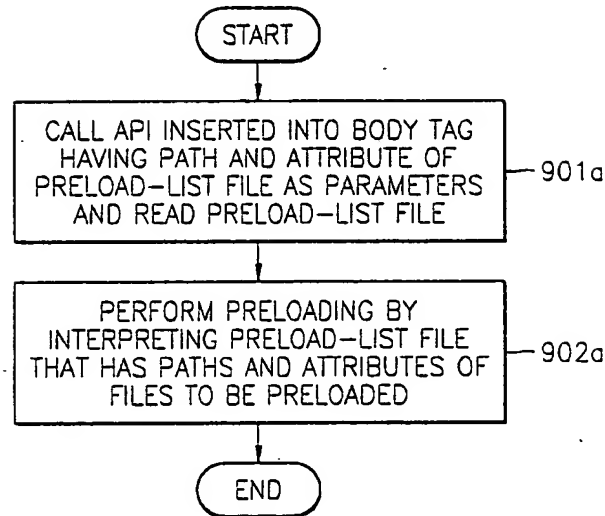 START
CALL API INSERTED INTO BODY TAG
HAVING PATH AND ATTRIBUTE OF
PRELOAD-LIST FILE AS PARAMETERS
AND READ PRELOAD-LIST FILE
901a
PERFORM PRELOADING BY
INTERPRETING PRELOAD-LIST FILE
THAT HAS PATHS AND ATTRIBUTES OF
FILES TO BE PRELOADED
902a
END